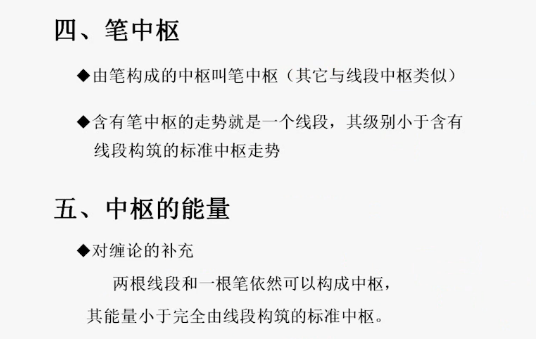 四、笔中枢
◆由笔构成的中枢叫笔中枢（其它与线段中枢类似）
◆含有笔中枢的走势就是一个线段，其级别小于含有
线段构筑的标准中枢走势
五、中枢的能量
◆对缠论的补充
两根线段和一根笔依然可以构成中枢，
其能量小于完全由线段构筑的标准中枢。